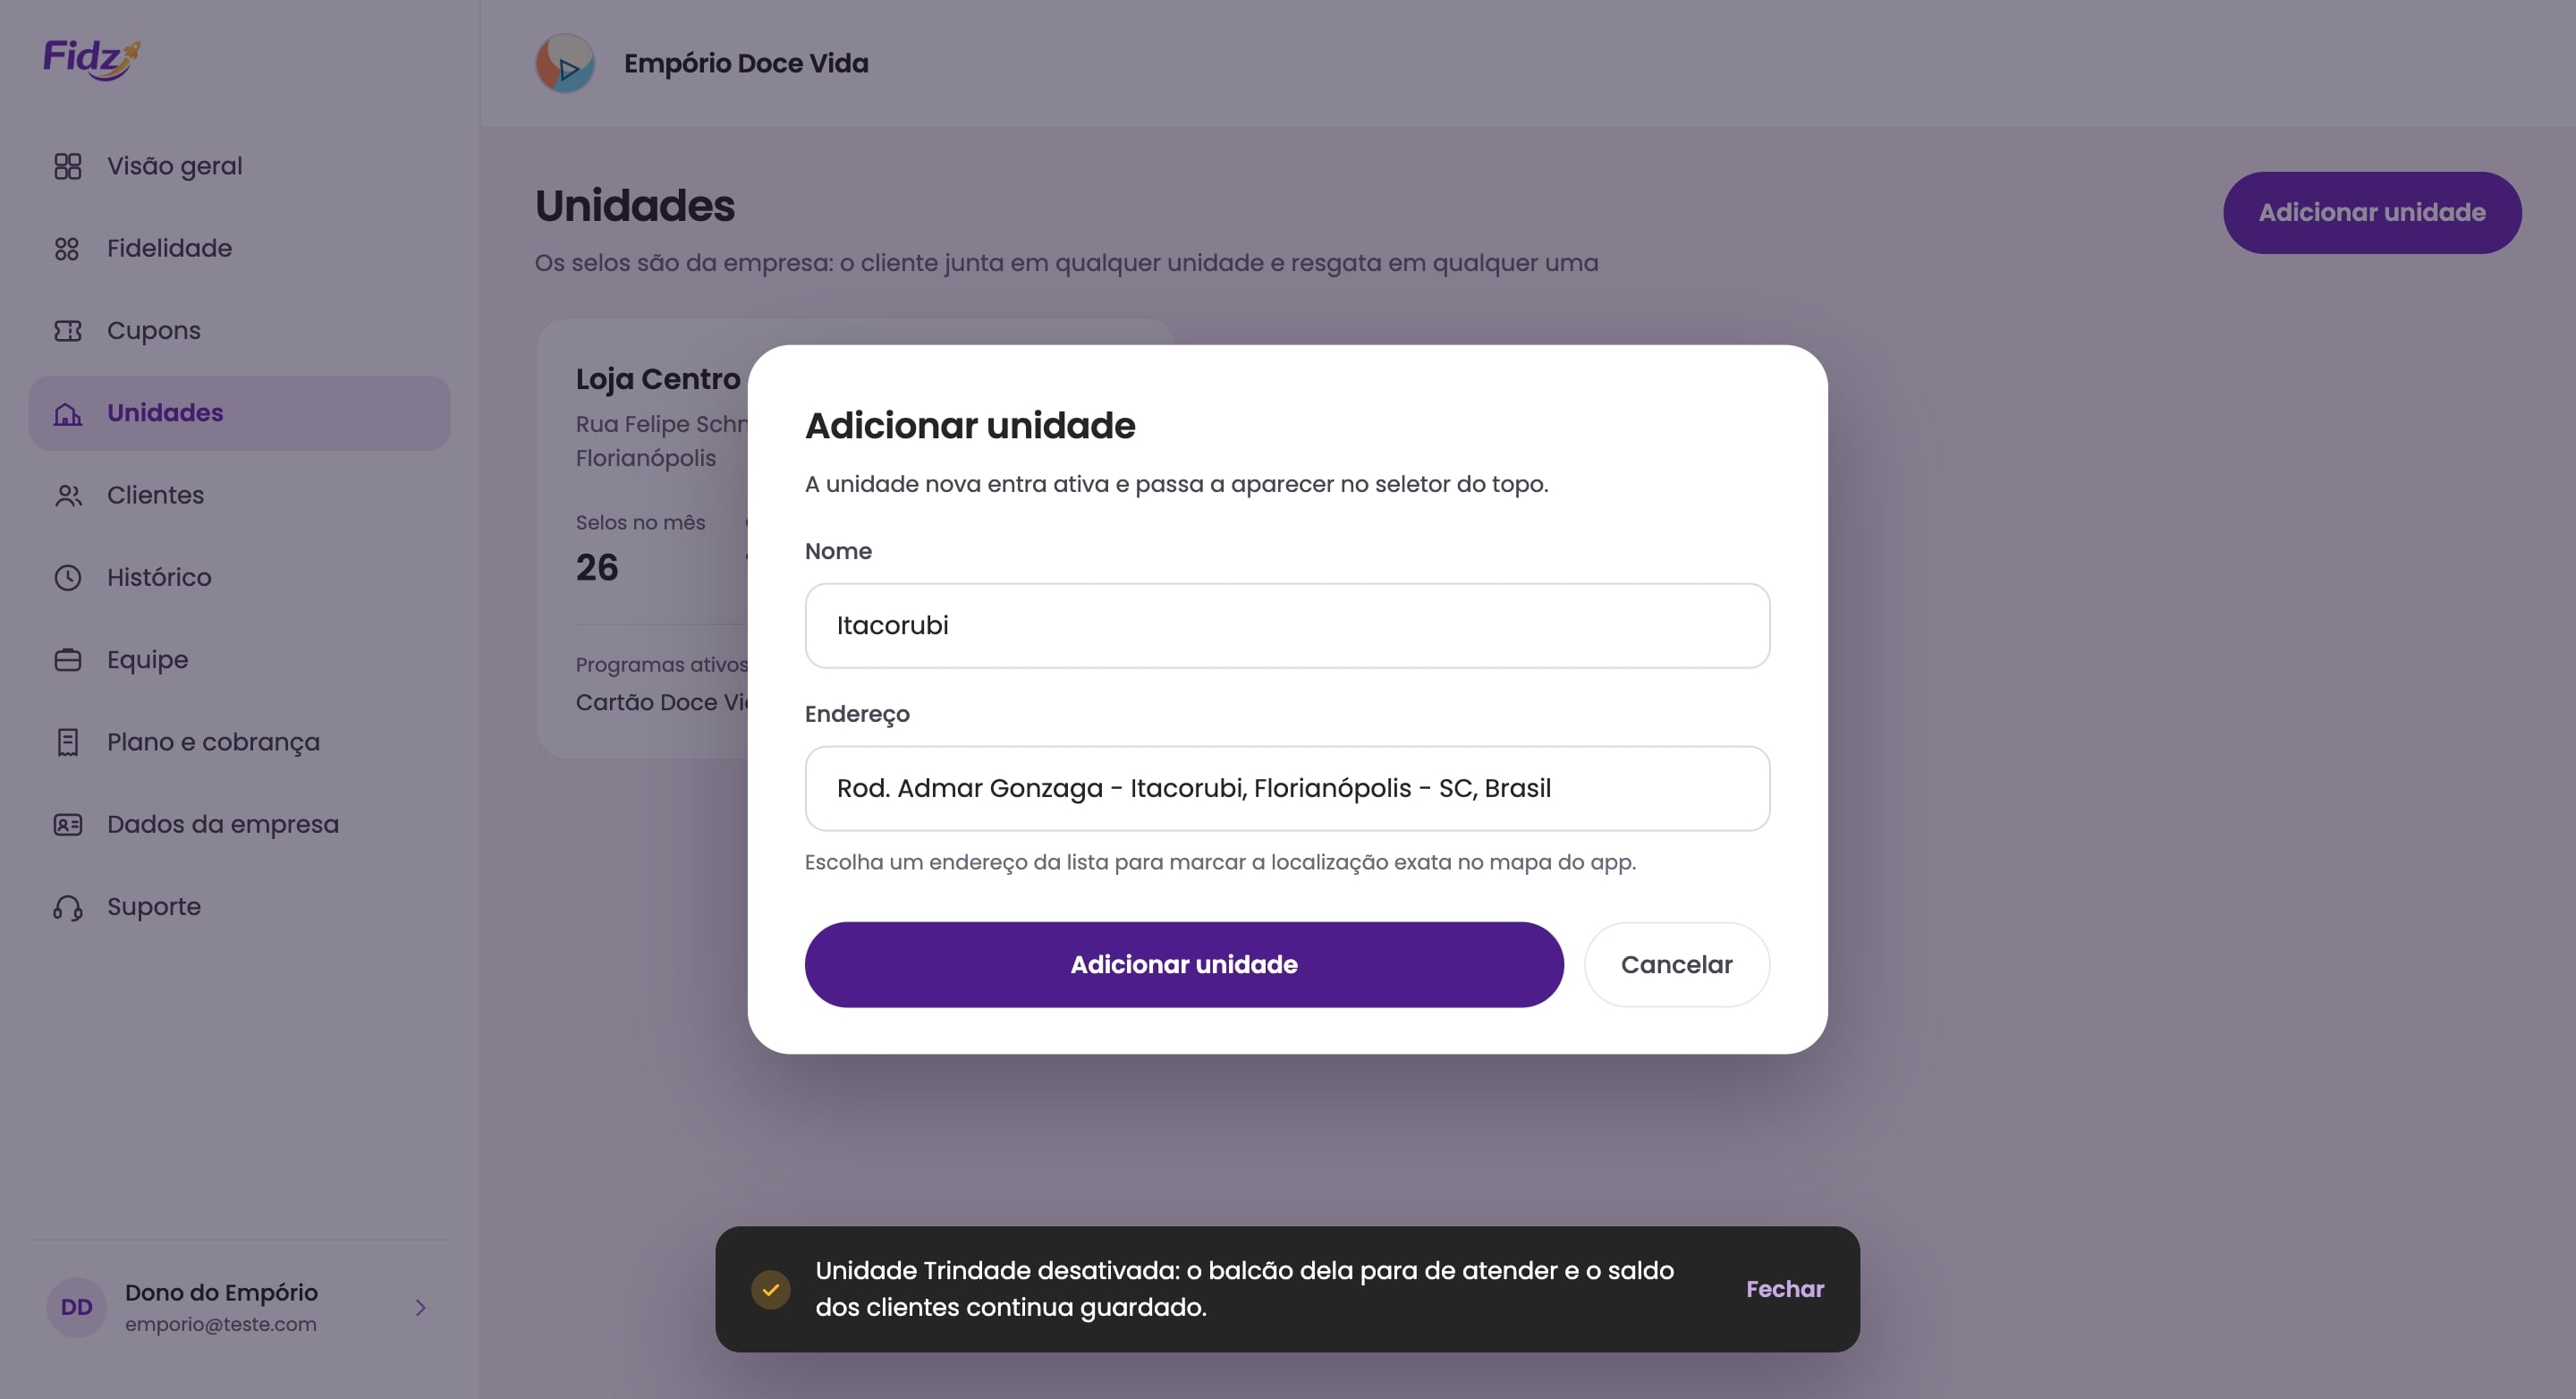 Fidz
Visão geral
Fidelidade
Cupons
Unidades
Clientes
Histórico
Equipe
Plano e cobrança
Dados da empresa
Suporte
DD
Dono do Empório
emporio@teste.com
Empório Doce Vida
Unidades
Os selos são da empresa: o cliente junta em qualquer unidade e resgata em qualquer uma
Adicionar unidade
Loja Centro
Rua Felipe
Florianópolis
Selos no mês
26
Programas ativos
Cartão Doce
Adicionar unidade
A unidade nova entra ativa e passa a aparecer no seletor do topo.
Nome
Itacorubi
Endereço
Rod. Admar Gonzaga - Itacorubi, Florianópolis - SC, Brasil
Escolha um endereço da lista para marcar a localização exata no mapa do app.
Adicionar unidade
Cancelar
Unidade Trindade desativada: o balcão dela para de atender e o saldo
dos clientes continua guardado.
Fechar